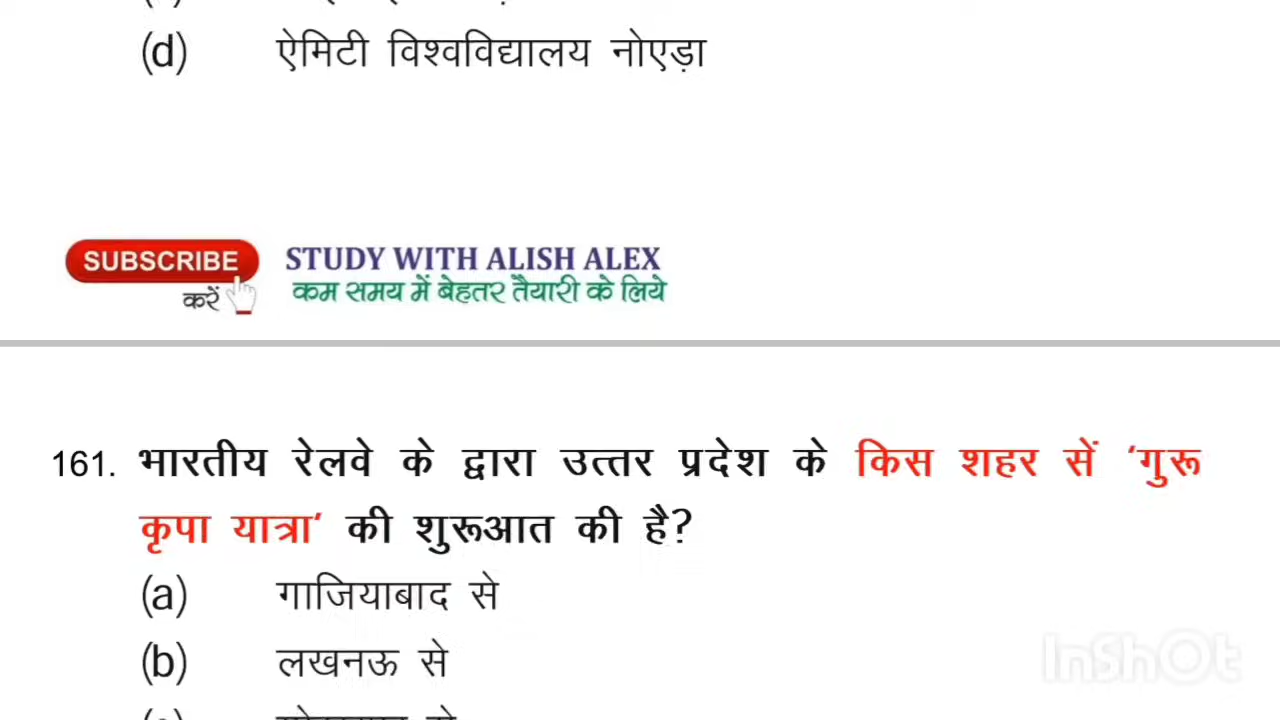 (d) ऐमिटी विश्वविद्यालय नोएड़ा
SUBSCRIBE STUDY WITH ALISH ALEX
करें कम समय में बेहतर तैयारी के लिये
161. भारतीय रेलवे के द्वारा उत्तर प्रदेश के किस शहर सें 'गुरू
कृपा यात्रा' की शुरूआत की है?
(a) गाजियाबाद से
(b) लखनऊ से
InShOt